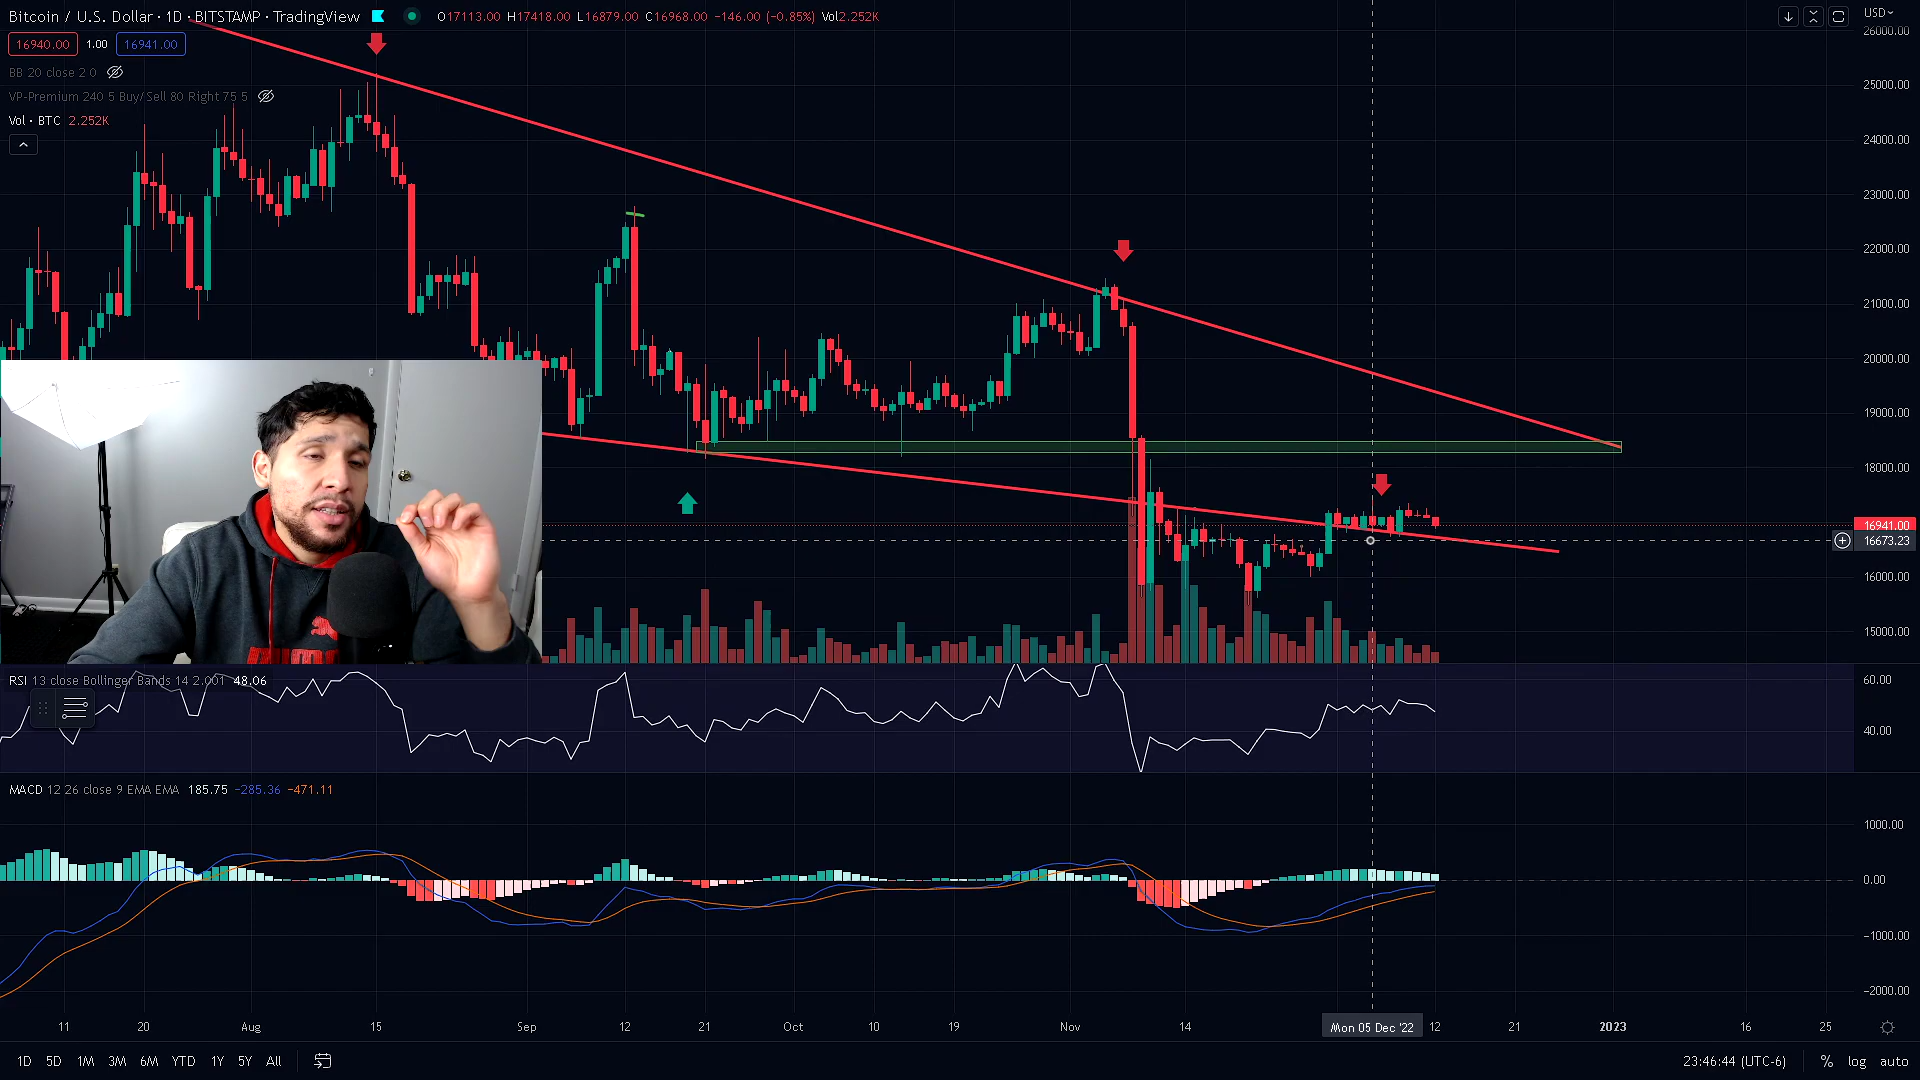 Bitcoin / U.S. Dollar · 1D · BITSTAMP · TradingView O17113.00 H17418.00 L16879.00 C16968.00 −146.00 (−0.85%) Vol2.252K USD
16940.00 1.00 16941.00
BB 20 close 2 0
VP-Premium 240 5 Buy/Sell 80 Right 75 5
Vol · BTC 2.252K
26000.00
25000.00
24000.00
23000.00
22000.00
21000.00
20000.00
19000.00
18000.00
16941.00
16673.23
16000.00
15000.00
RSI 13 close Bollinger Bands 14 2.001 48.06
60.00
40.00
MACD 12 26 close 9 EMA EMA 185.75 −285.36 −471.11
1000.00
0.00
−1000.00
−2000.00
11 20 Aug 15 Sep 12 21 Oct 10 19 Nov 14 Mon 05 Dec '22 12 21 2023 16 25
1D 5D 1M 3M 6M YTD 1Y 5Y All 23:46:44 (UTC-6) % log auto